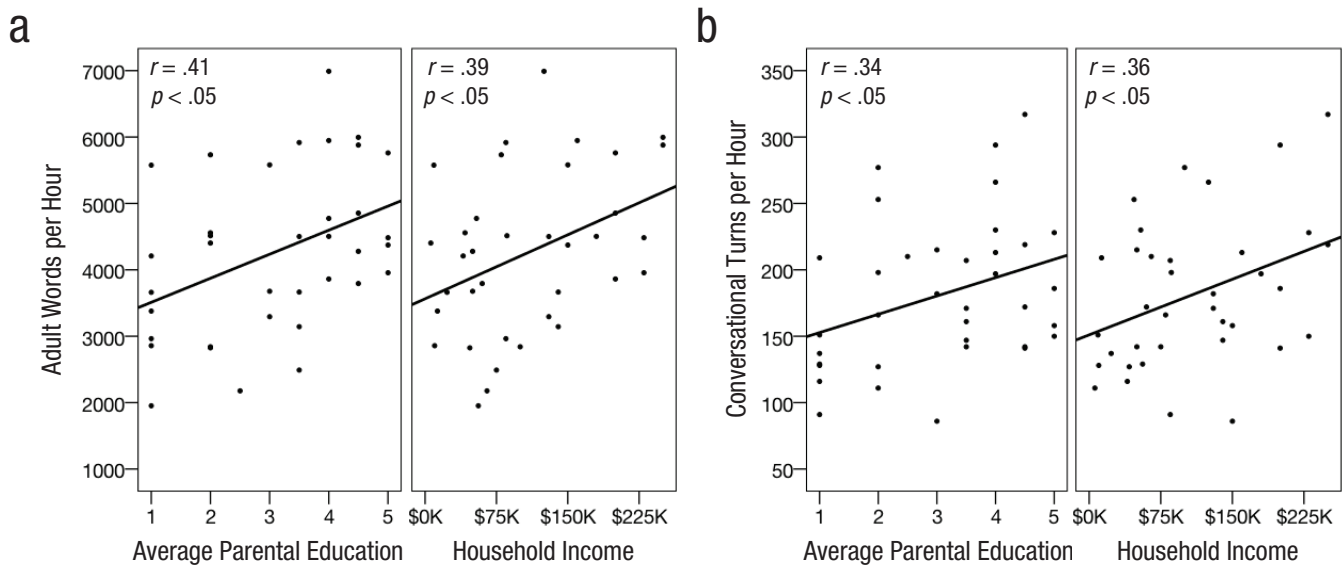 a
b
Adult Words per Hour
7000
6000
5000
4000
3000
2000
1000
r = .41
p < .05
r = .39
p < .05
1 2 3 4 5
$0K $75K $150K $225K
Average Parental Education
Household Income
Conversational Turns per Hour
350
300
250
200
150
100
50
r = .34
p < .05
r = .36
p < .05
1 2 3 4 5
$0K $75K $150K $225K
Average Parental Education
Household Income